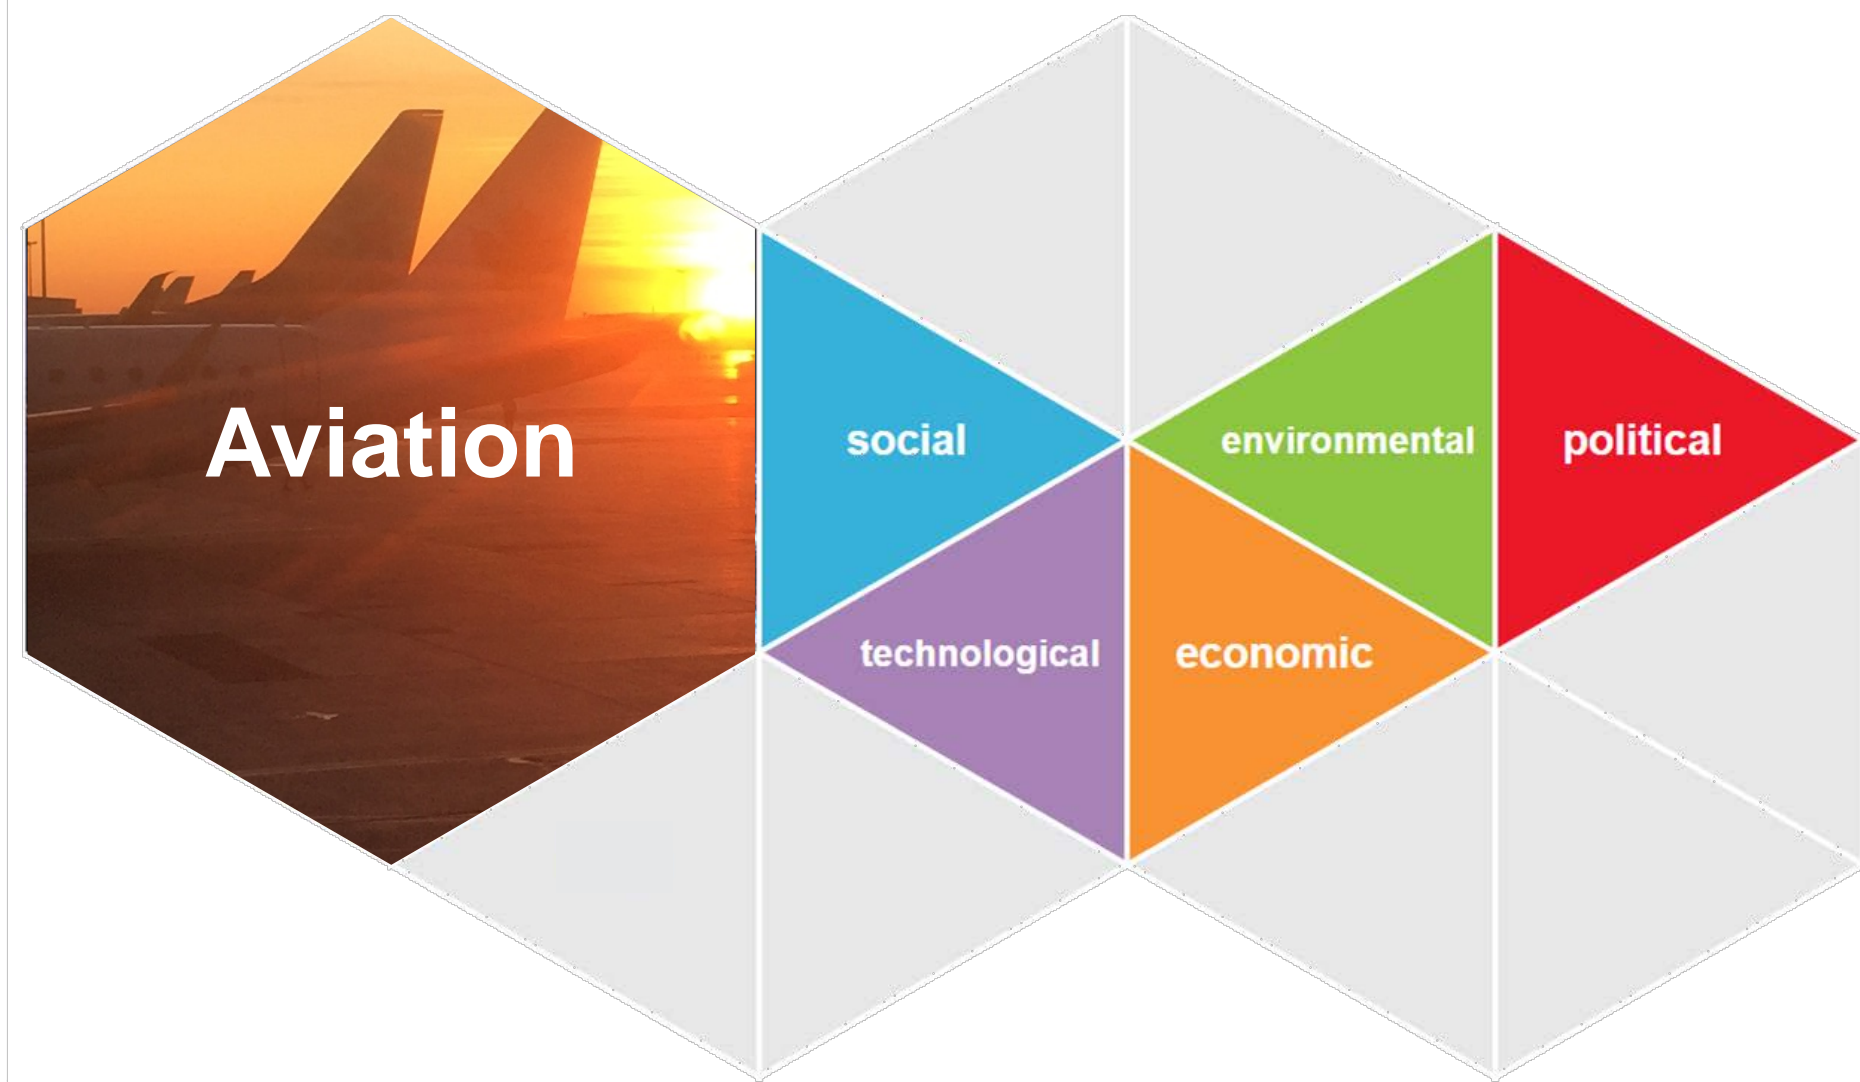 Aviation
social
environmental
political
technological
economic